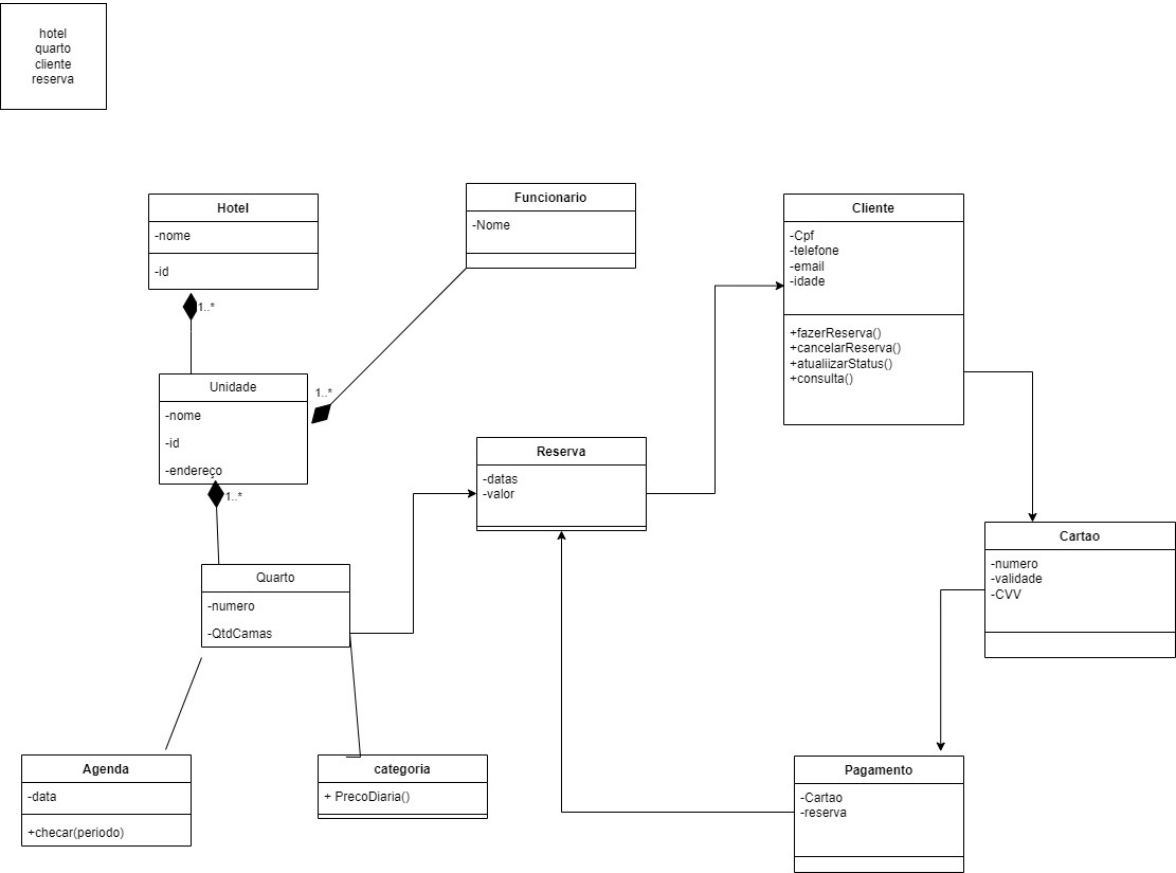 hotel
quarto
cliente
reserva
Hotel
-nome
-id
1..*
Funcionario
-Nome
Cliente
-Cpf
-telefone
-email
-idade
+fazerReserva()
+cancelarReserva()
+atualiizarStatus()
+consulta()
Unidade
-nome
-id
-endereço
1..*
1..*
Reserva
-datas
-valor
Quarto
-numero
-QtdCamas
Cartao
-numero
-validade
-CVV
Agenda
-data
+checar(periodo)
categoria
+ PrecoDiaria()
Pagamento
-Cartao
-reserva